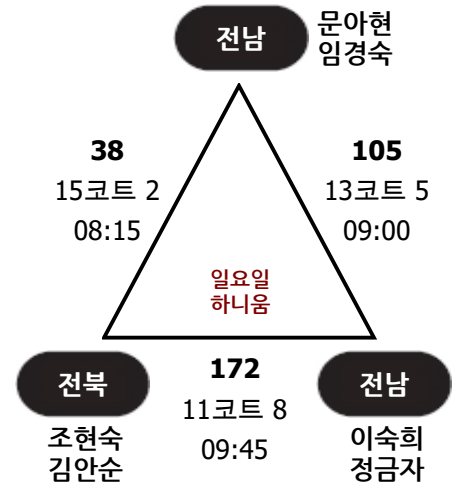 전남
문아현
임경숙
38
15코트 2
08:15
105
13코트 5
09:00
일요일
하니움
전북
조현숙
김안순
172
11코트 8
09:45
전남
이숙희
정금자